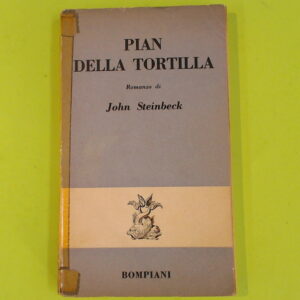 PIAN
DELLA TORTILLA
Romanzo di
John Steinbeck
BOMPIANI